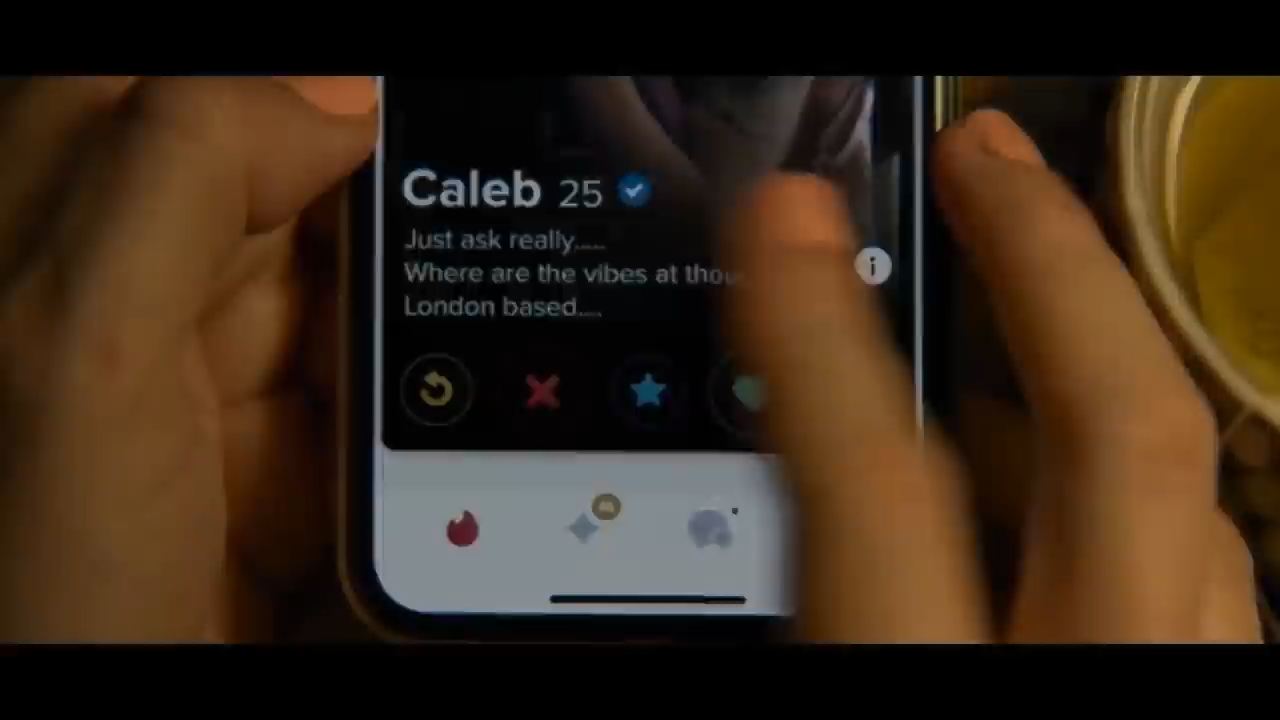 Caleb 25
Just ask really.....
Where are the vibes at
London based.....